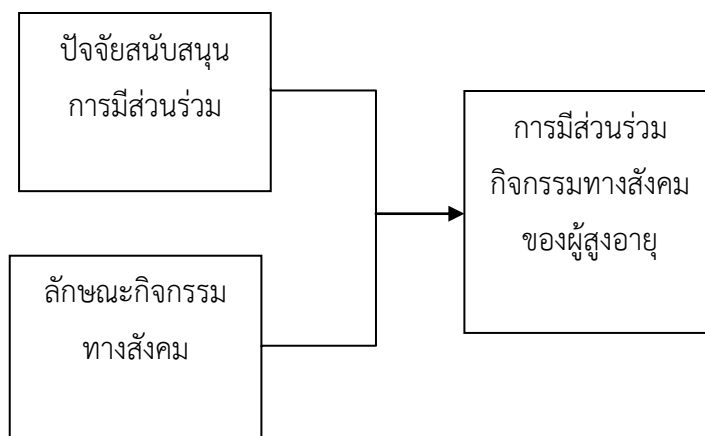 ปัจจัยสนับสนุน
การมีส่วนร่วม
การมีส่วนร่วม
กิจกรรมทางสังคม
ของผู้สูงอายุ
ลักษณะกิจกรรม
ทางสังคม